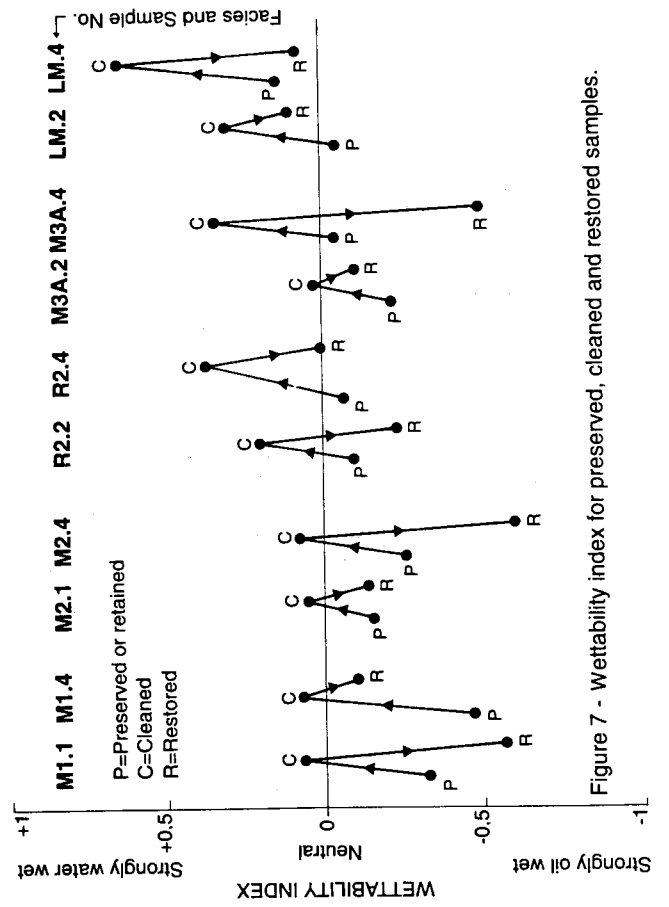 Facies and Sample No.
M1.1 M1.4 M2.1 M2.4 R2.2 R2.4 M3A.2 M3A.4 LM.2 LM.4
P=Preserved or retained
C=Cleaned
R=Restored
WETTABILITY INDEX
Strongly water wet
Neutral
Strongly oil wet
+1
+0.5
0
-0.5
-1
C C C C C C C C C C
P P P P P P P P P P
R R R R R R R R R R
Figure 7 - Wettability index for preserved, cleaned and restored samples.